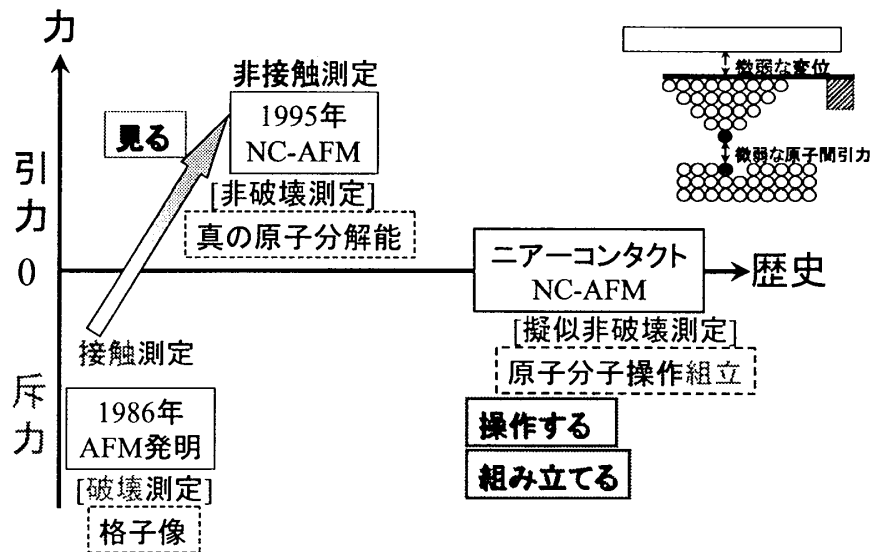 力
引力
0
斥力
歴史
見る
非接触測定
1995年
NC-AFM
[非破壊測定]
真の原子分解能
接触測定
1986年
AFM発明
[破壊測定]
格子像
ニアーコンタクト
NC-AFM
[擬似非破壊測定]
原子分子操作組立
操作する
組み立てる
微弱な変位
微弱な原子間引力